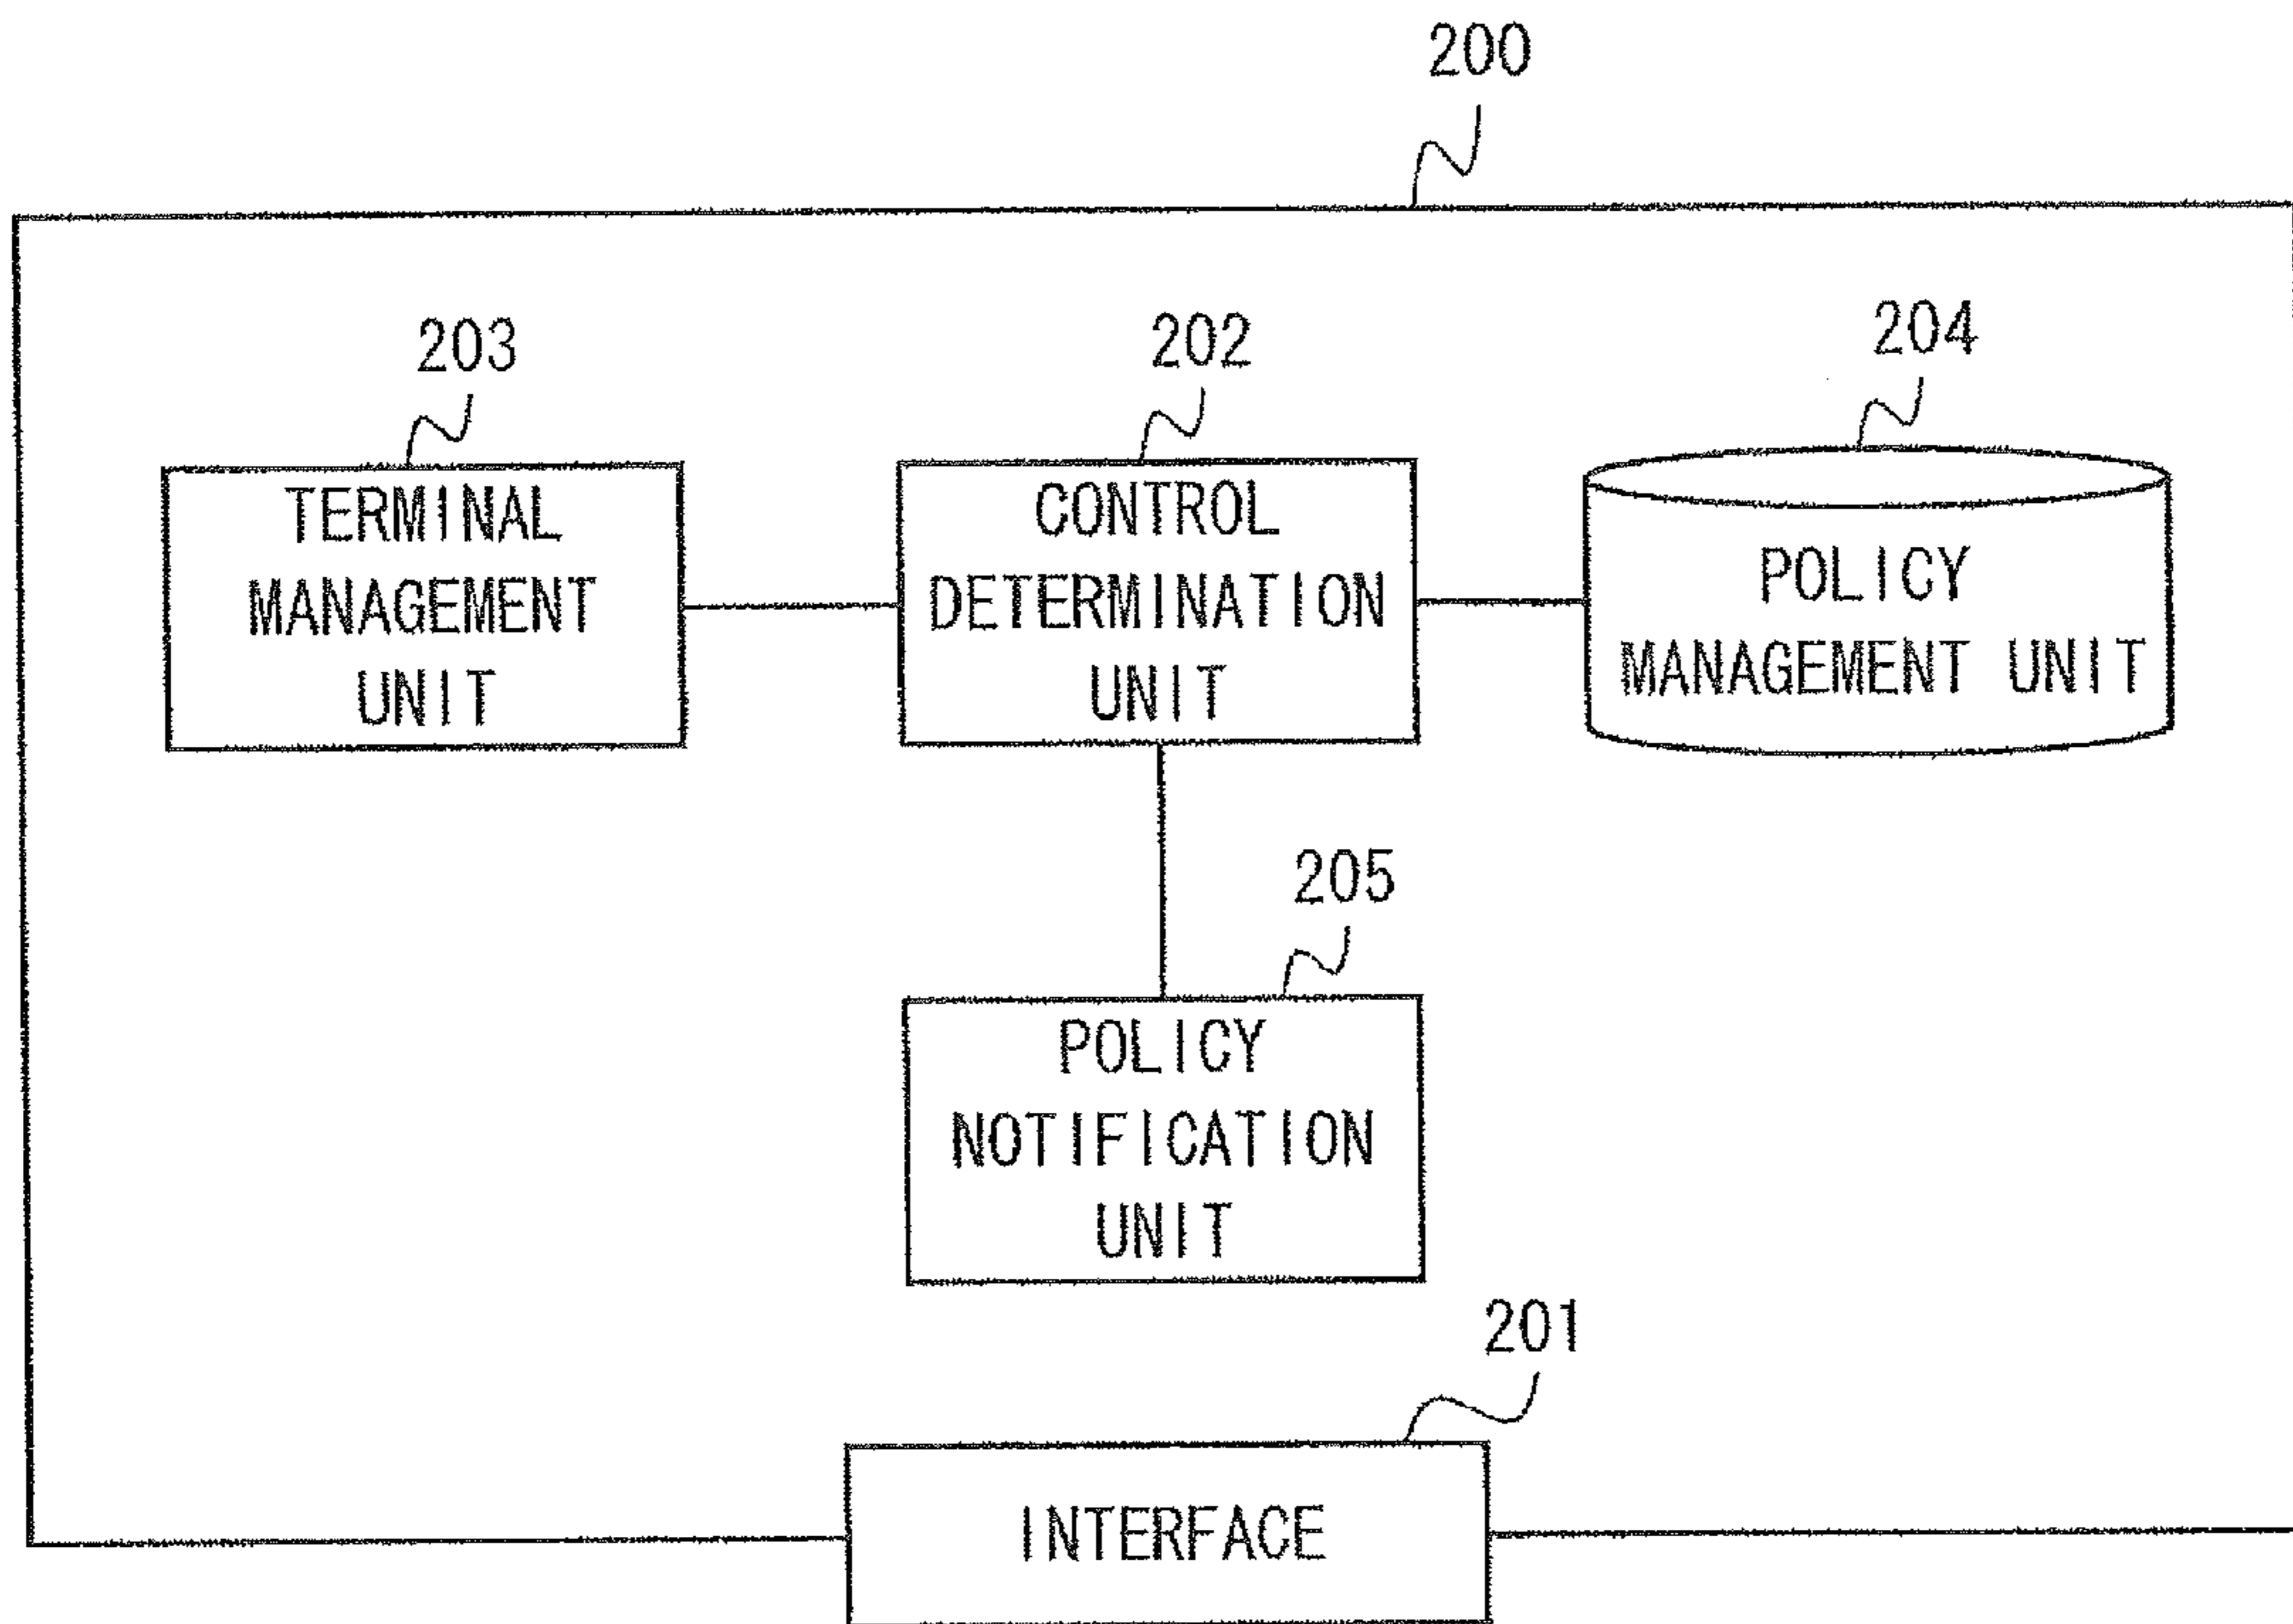 200
203
TERMINAL
MANAGEMENT
UNIT
202
CONTROL
DETERMINATION
UNIT
204
POLICY
MANAGEMENT UNIT
205
POLICY
NOTIFICATION
UNIT
201
INTERFACE